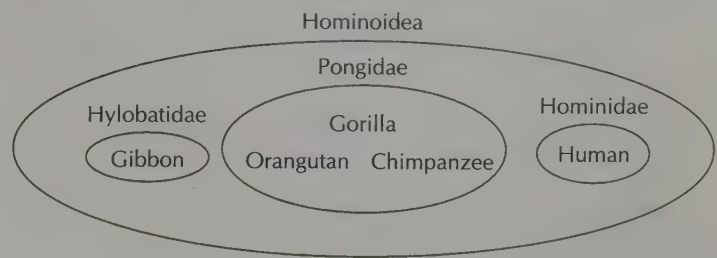 Hominoidea
Pongidae
Hylobatidae
Hominidae
Gorilla
Gibbon
Orangutan Chimpanzee
Human